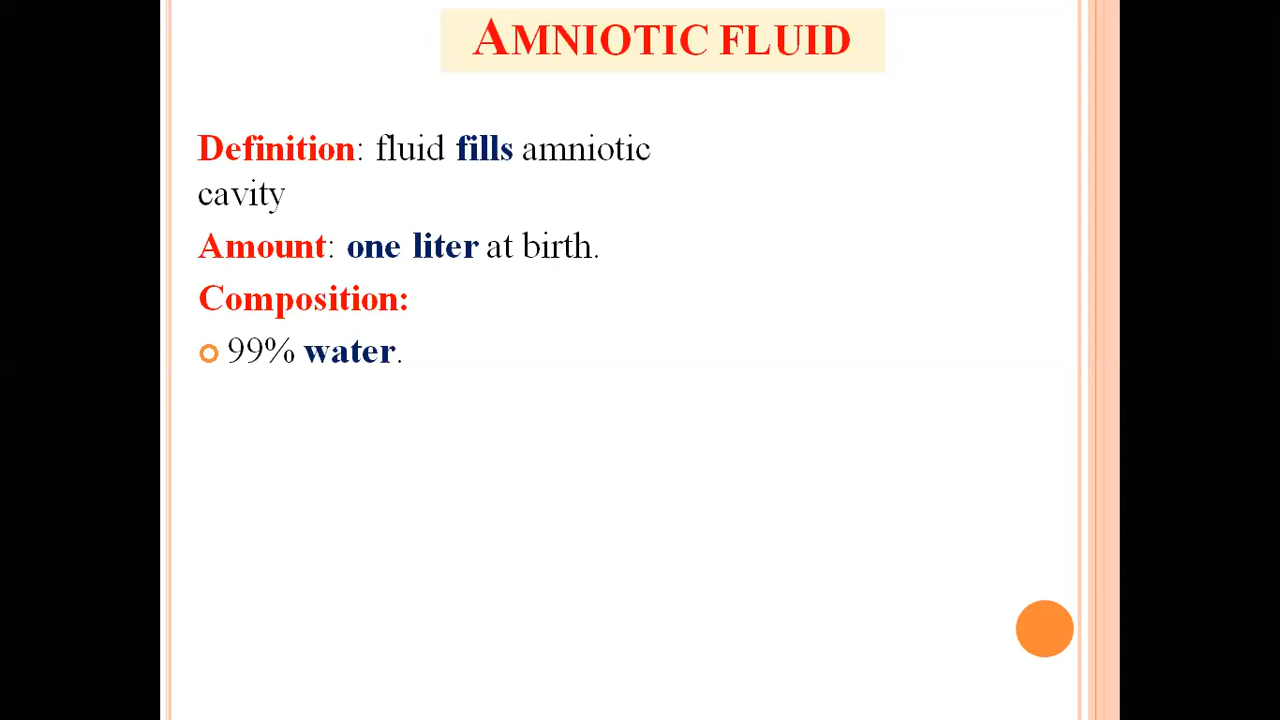 AMNIOTIC FLUID
Definition: fluid fills amniotic
cavity
Amount: one liter at birth.
Composition:
99% water.